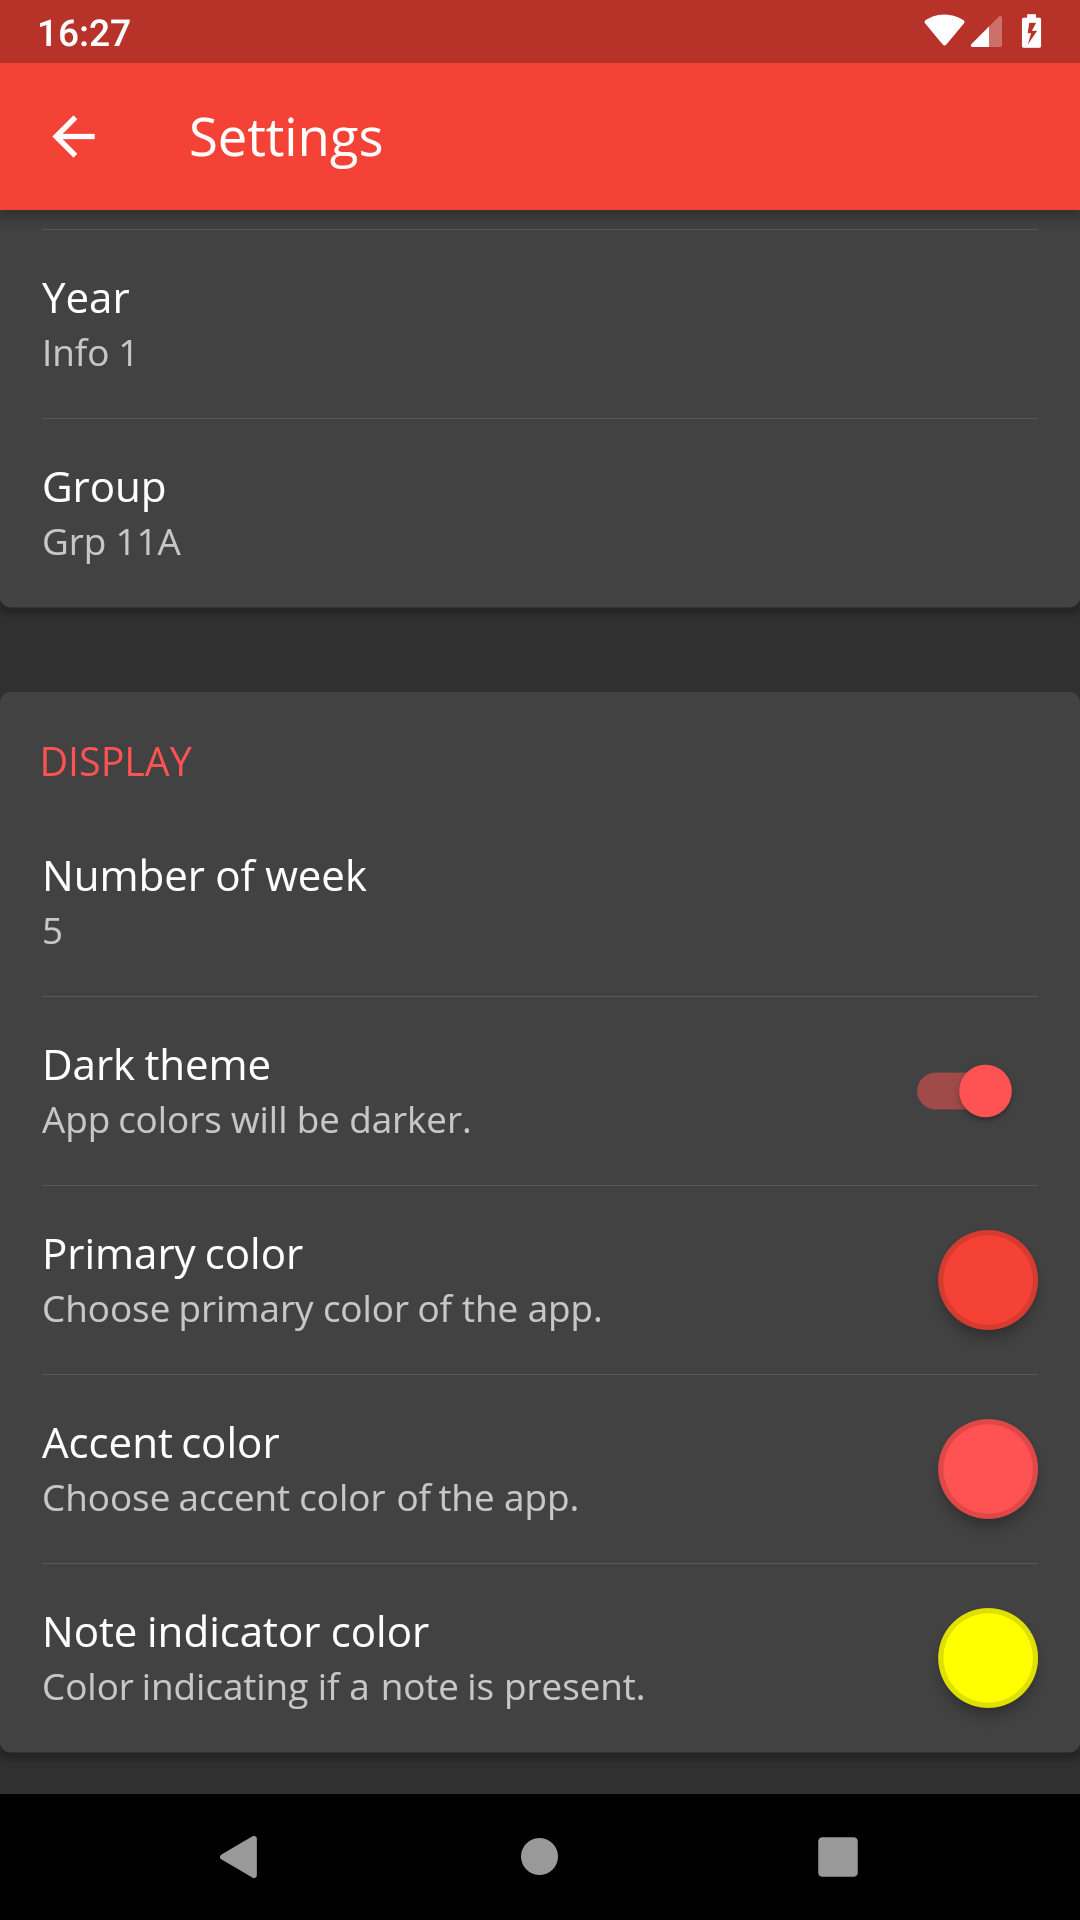 16:27
Settings
Year
Info 1
Group
Grp 11A
DISPLAY
Number of week
5
Dark theme
App colors will be darker.
Primary color
Choose primary color of the app.
Accent color
Choose accent color of the app.
Note indicator color
Color indicating if a note is present.